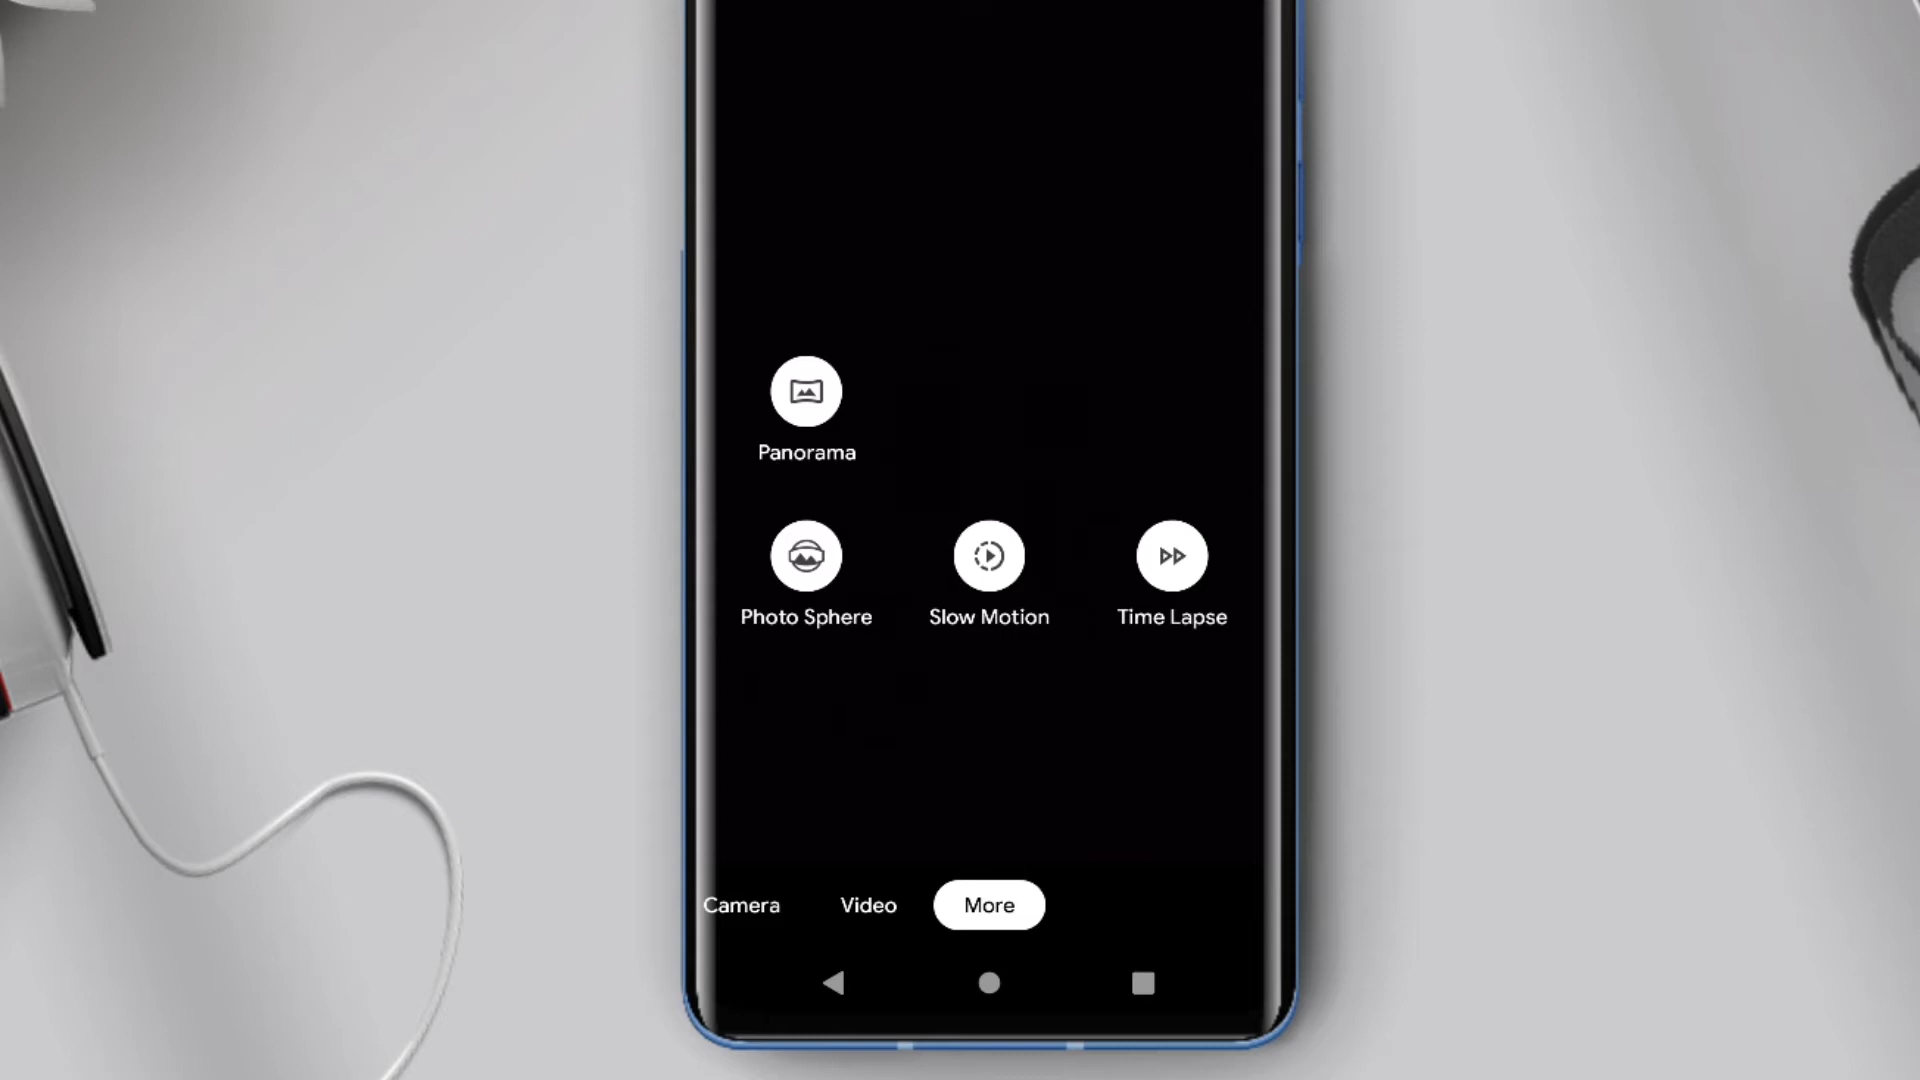 Panorama
Photo Sphere
Slow Motion
Time Lapse
Camera
Video
More